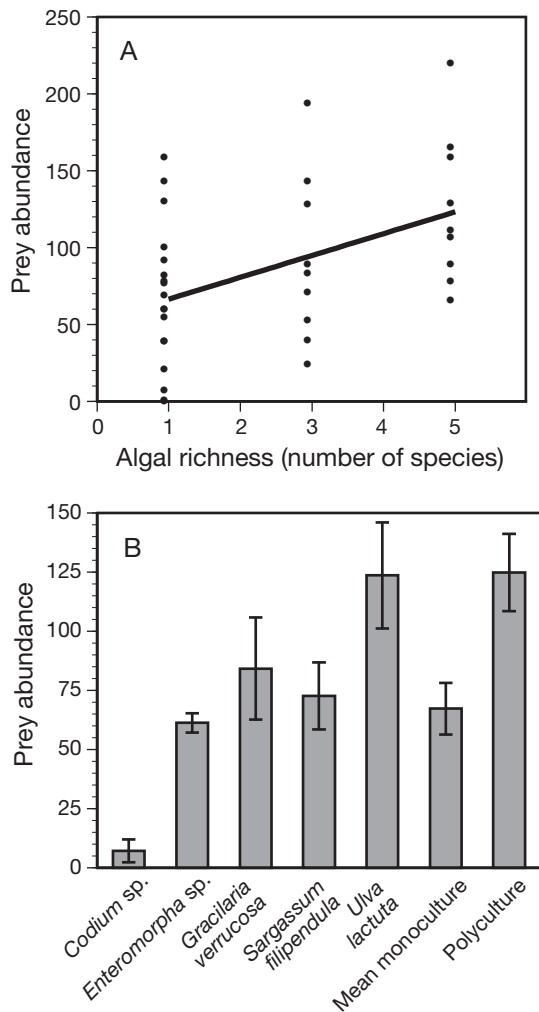 A
250
200
150
100
50
0
Prey abundance
0 1 2 3 4 5
Algal richness (number of species)
B
150
125
100
75
50
25
0
Prey abundance
Codium sp.
Enteromorpha sp.
Gracilaria
verrucosa
Sargassum
filipendula
Ulva
lactuta
Mean monoculture
Polyculture